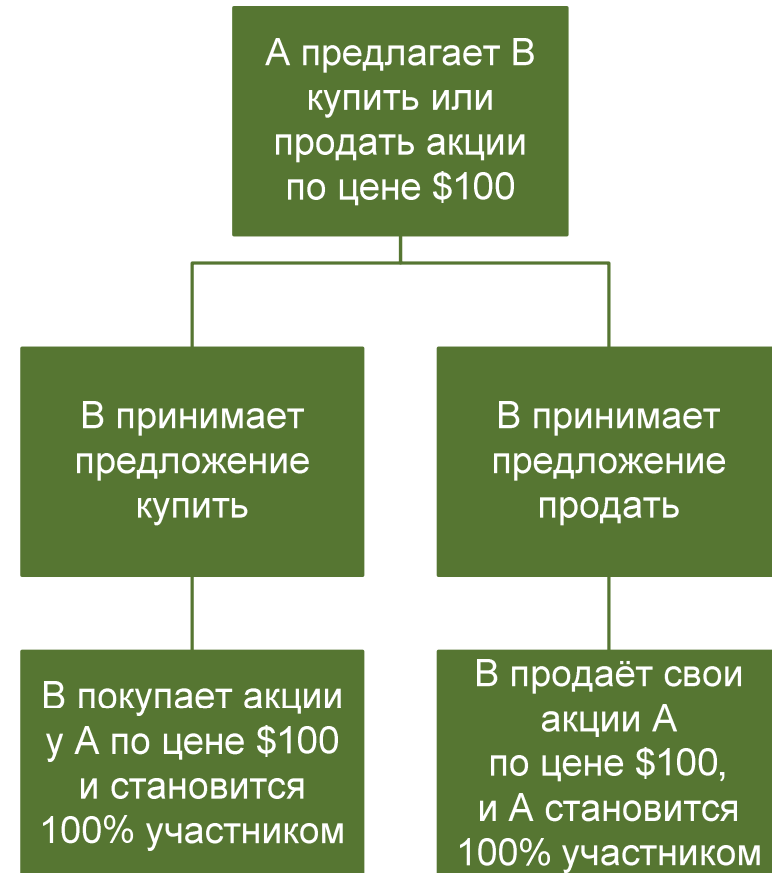 А предлагает В
купить или
продать акции
по цене $100
В принимает
предложение
купить
В принимает
предложение
продать
В покупает акции
у А по цене $100
и становится
100% участником
В продаёт свои
акции А
по цене $100,
и А становится
100% участником